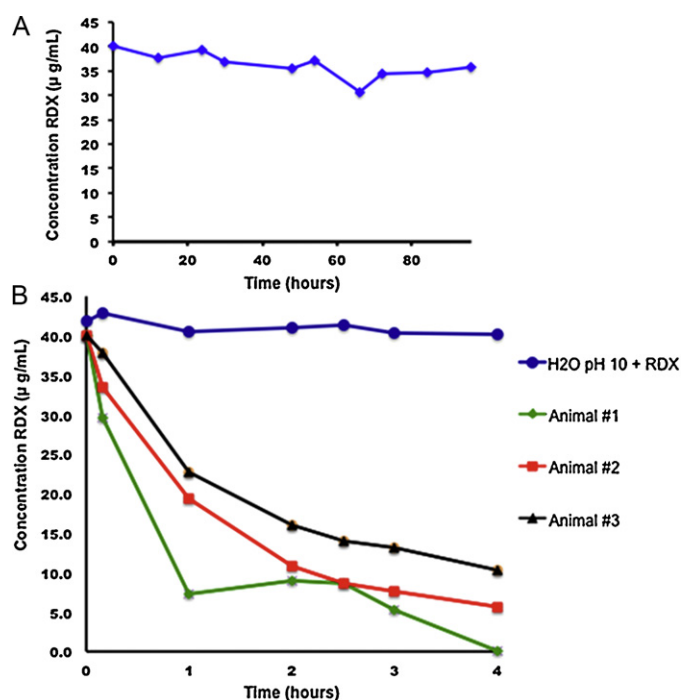 A
Concentration RDX (µ g/mL)
45
40
35
30
25
20
15
10
5
0
0 20 40 60 80
Time (hours)
B
Concentration RDX (µ g/mL)
45.0
40.0
35.0
30.0
25.0
20.0
15.0
10.0
5.0
0.0
0 1 2 3 4
Time (hours)
H2O pH 10 + RDX
Animal #1
Animal #2
Animal #3